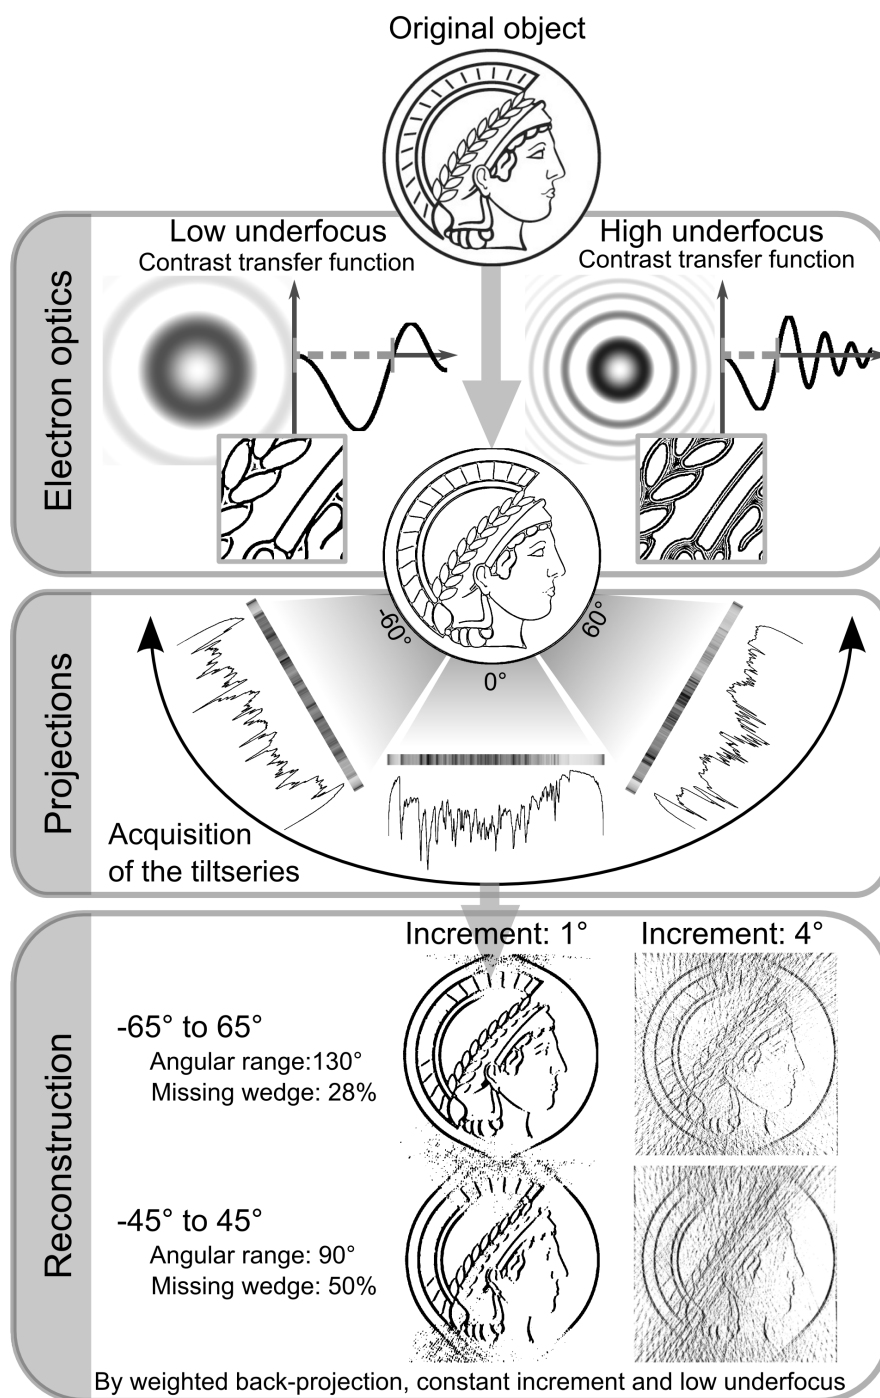 Original object
Electron optics
Low underfocus
Contrast transfer function
High underfocus
Contrast transfer function
Projections
-60°
0°
60°
Acquisition
of the tiltseries
Reconstruction
Increment: 1°
Increment: 4°
-65° to 65°
Angular range:130°
Missing wedge: 28%
-45° to 45°
Angular range: 90°
Missing wedge: 50%
By weighted back-projection, constant increment and low underfocus